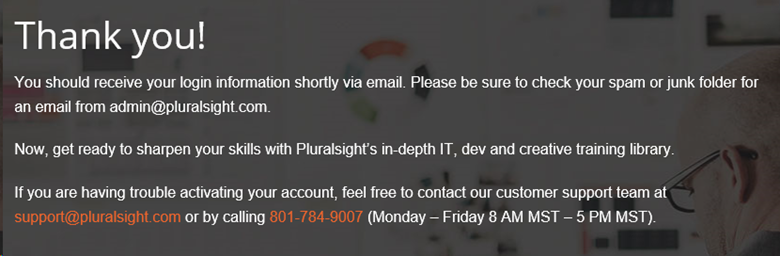 Thank you!
You should receive your login information shortly via email. Please be sure to check your spam or junk folder for
an email from admin@pluralsight.com.
Now, get ready to sharpen your skills with Pluralsight's in-depth IT, dev and creative training library.
If you are having trouble activating your account, feel free to contact our customer support team at
support@pluralsight.com or by calling 801-784-9007 (Monday – Friday 8 AM MST – 5 PM MST).